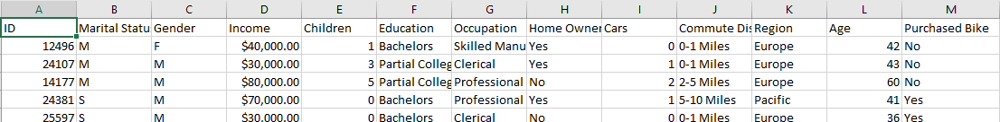 A B C D E F G H I J K L M
ID Marital Statu Gender Income Children Education Occupation Home Owner Cars Commute Dis Region Age Purchased Bike
12496 M F $40,000.00 1 Bachelors Skilled Manu Yes 0 0-1 Miles Europe 42 No
24107 M M $30,000.00 3 Partial Colleg Clerical Yes 1 0-1 Miles Europe 43 No
14177 M M $80,000.00 5 Partial Colleg Professional No 2 2-5 Miles Europe 60 No
24381 S M $70,000.00 0 Bachelors Professional Yes 1 5-10 Miles Pacific 41 Yes
25597 S M $30,000.00 0 Bachelors Clerical No 0 0-1 Miles Europe 36 Yes